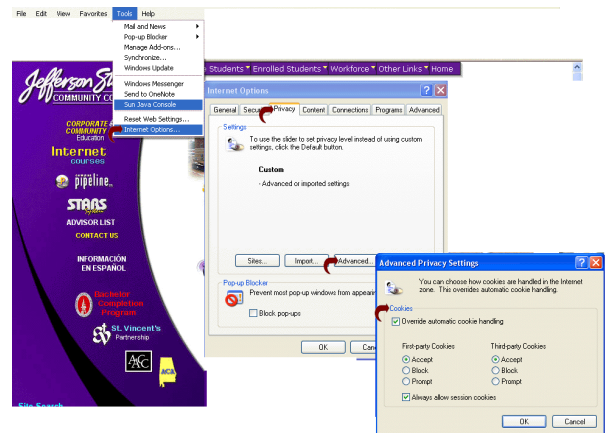 File Edit View Favorites Tools Help
Mail and News
Pop-up Blocker
Manage Add-ons...
Synchronize...
Windows Update
Windows Messenger
Send to OneNote
Sun Java Console
Reset Web Settings...
Internet Options...
Students Enrolled Students Workforce Other Links Home
Jefferson St
COMMUNITY CO
CORPORATE &
COMMUNITY
Education
Internet
courses
pipeline
STARS
System
ADVISOR LIST
CONTACT US
INFORMACIÓN
EN ESPAÑOL
Bachelor
Completion
Program
St. Vincent's
Partnership
ACC
ACA
Site Search
Internet Options
General Secu Privacy Content Connections Programs Advanced
Settings
To use the slider to set privacy level instead of using custom
settings, click the Default button.
Custom
- Advanced or imported settings
Sites... Import... Advanced...
Pop-up Blocker
Prevent most pop-up windows from appearin
Block pop-ups
OK Can
Advanced Privacy Settings
You can choose how cookies are handled in the Internet
zone. This overrides automatic cookie handling.
Cookies
Override automatic cookie handling
First-party Cookies Third-party Cookies
Accept Accept
Block Block
Prompt Prompt
Always allow session cookies
OK Cancel